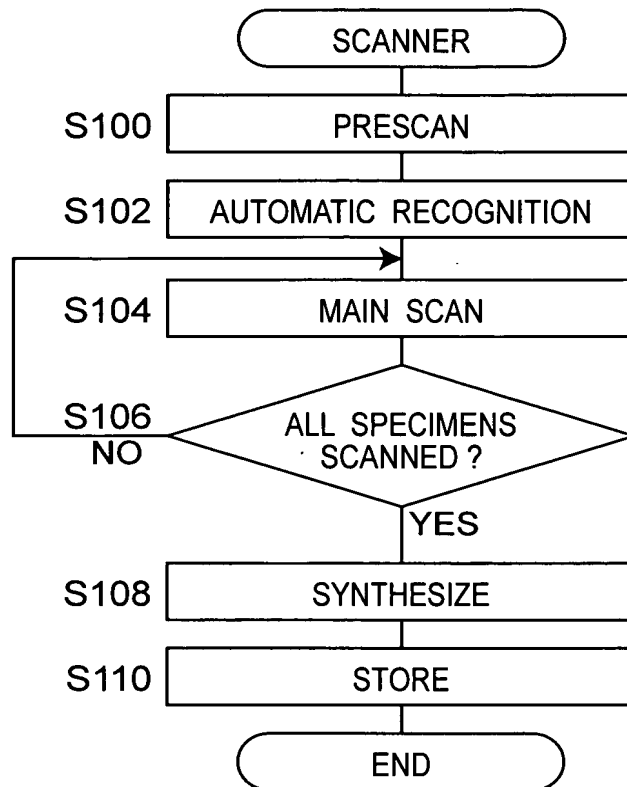 SCANNER
S100 PRESCAN
S102 AUTOMATIC RECOGNITION
S104 MAIN SCAN
S106 ALL SPECIMENS
NO SCANNED ?
YES
S108 SYNTHESIZE
S110 STORE
END